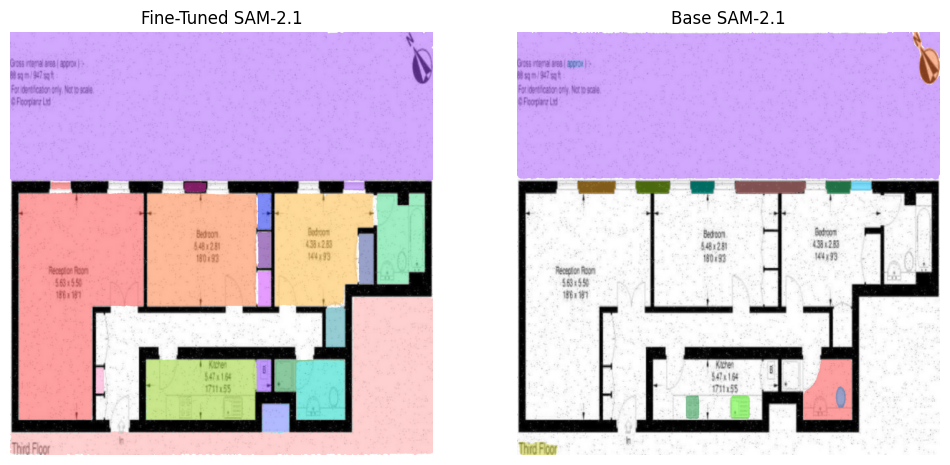 Fine-Tuned SAM-2.1
Gross internal area ( approx ) :-
88 sq m / 947 sq ft
For identification only. Not to scale.
© Floorplanz Ltd
N
Reception Room
5.63 x 5.50
18'6 x 18'1
Bedroom
5.48 x 2.81
18'0 x 9'3
Bedroom
4.38 x 2.83
14'4 x 9'3
Kitchen
5.47 x 1.64
17'11 x 5'5
B
In
Third Floor
Base SAM-2.1
Gross internal area ( approx ) :-
88 sq m / 947 sq ft
For identification only. Not to scale.
© Floorplanz Ltd
N
Reception Room
5.63 x 5.50
18'6 x 18'1
Bedroom
5.48 x 2.81
18'0 x 9'3
Bedroom
4.38 x 2.83
14'4 x 9'3
Kitchen
5.47 x 1.64
17'11 x 5'5
B
In
Third Floor